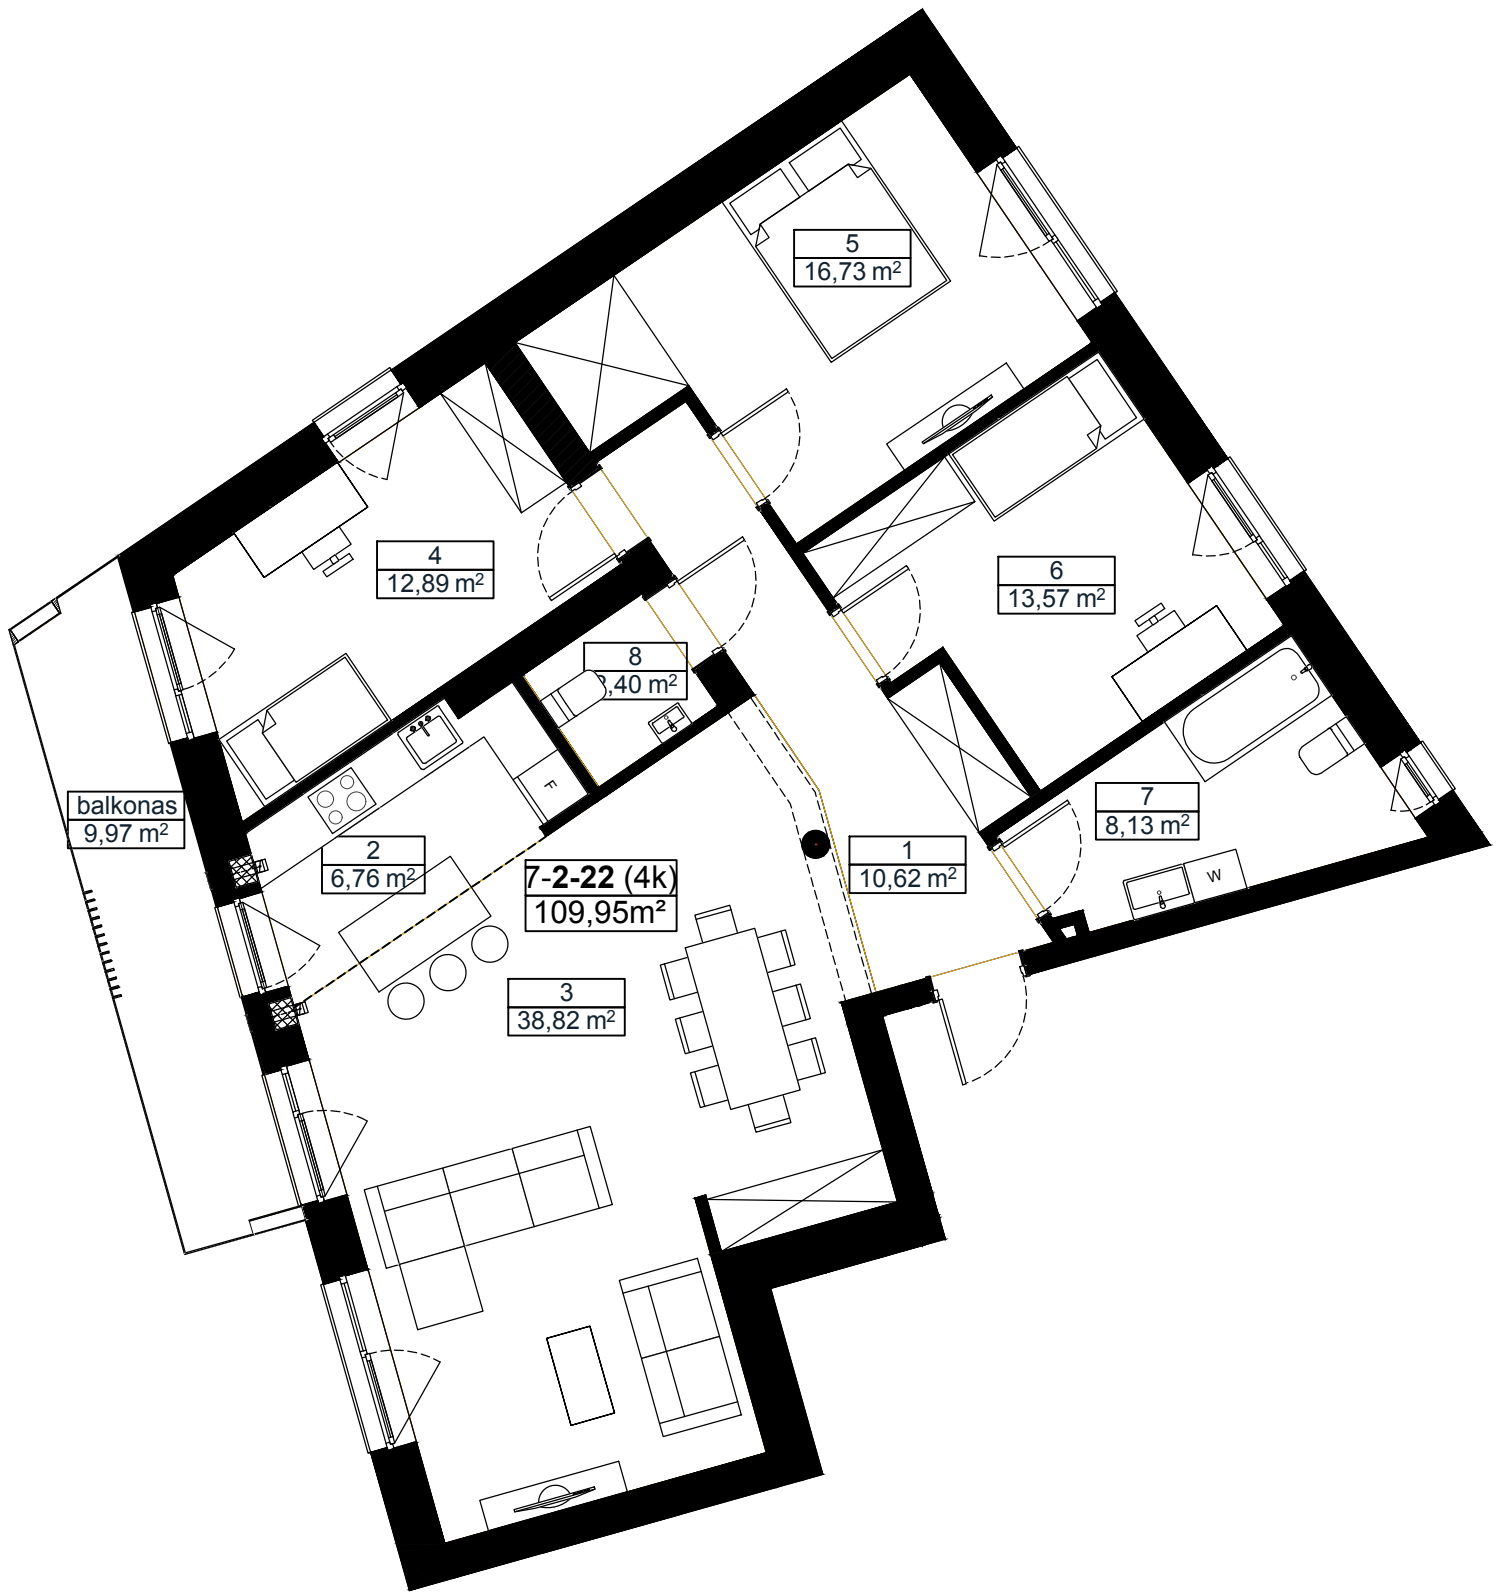 5
16,73 m²
4
12,89 m²
6
13,57 m²
8
,40 m²
7
8,13 m²
balkonas
9,97 m²
2
6,76 m²
F
1
10,62 m²
W
7-2-22 (4k)
109,95m²
3
38,82 m²